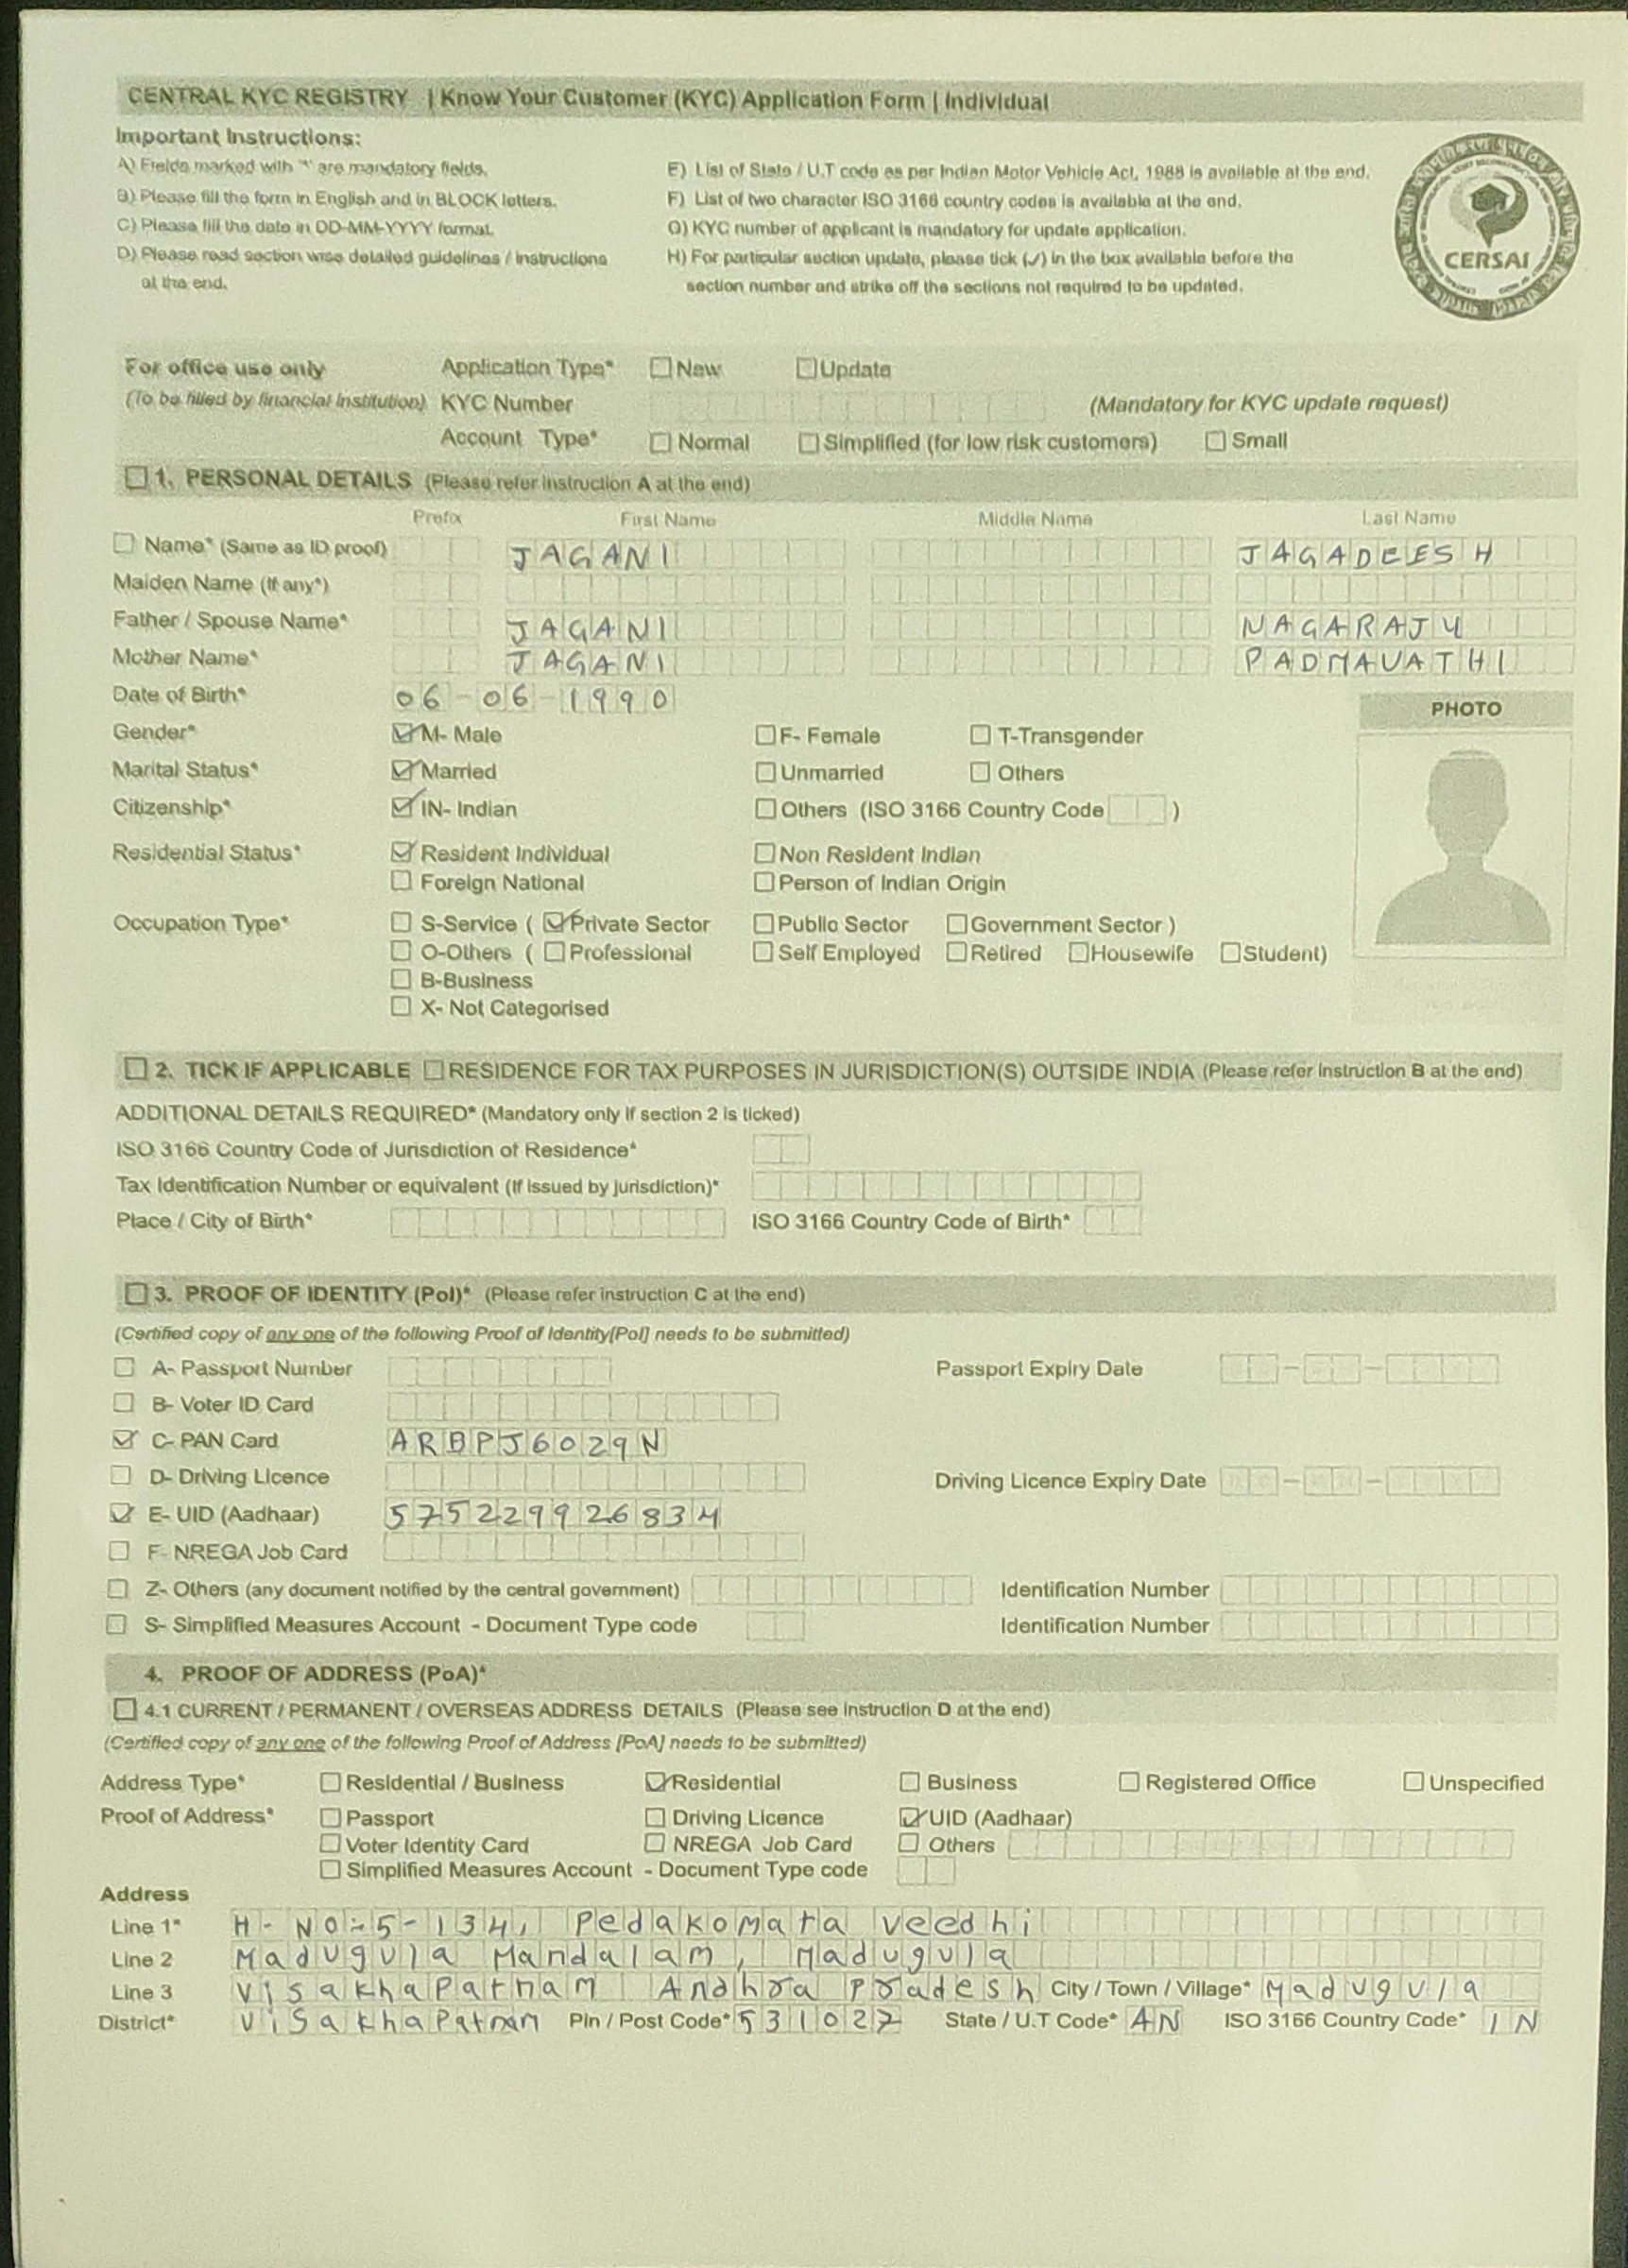 CENTRAL KYC REGISTRY | Know Your Customer (KYC) Application Form | Individual
Important Instructions:
A) Fields marked with '*' are mandatory fields.
B) Please fill the form in English and in BLOCK letters.
C) Please fill the date in DD-MM-YYYY format.
D) Please read section wise detailed guidelines / instructions
at the end.
E) List of State / U.T code as per Indian Motor Vehicle Act, 1988 is available at the end.
F) List of two character ISO 3166 country codes is available at the end.
G) KYC number of applicant is mandatory for update application.
H) For particular section update, please tick (✓) in the box available before the
section number and strike off the sections not required to be updated.
CERSAI
For office use only Application Type* New Update
(To be filled by financial institution) KYC Number (Mandatory for KYC update request)
Account Type* Normal Simplified (for low risk customers) Small
1. PERSONAL DETAILS (Please refer instruction A at the end)
Prefix First Name Middle Name Last Name
Name* (Same as ID proof) JAGANI JAGADEESH
Maiden Name (If any*)
Father / Spouse Name* JAGANI NAGARAJU
Mother Name* JAGANI PADMAVATHI
Date of Birth* 06-06-1990
PHOTO
Gender* M- Male F- Female T-Transgender
Marital Status* Married Unmarried Others
Citizenship* IN- Indian Others (ISO 3166 Country Code )
Residential Status* Resident Individual Non Resident Indian
Foreign National Person of Indian Origin
Occupation Type* S-Service ( Private Sector Public Sector Government Sector )
O-Others ( Professional Self Employed Retired Housewife Student)
B-Business
X- Not Categorised
2. TICK IF APPLICABLE RESIDENCE FOR TAX PURPOSES IN JURISDICTION(S) OUTSIDE INDIA (Please refer instruction B at the end)
ADDITIONAL DETAILS REQUIRED* (Mandatory only if section 2 is ticked)
ISO 3166 Country Code of Jurisdiction of Residence*
Tax Identification Number or equivalent (If issued by jurisdiction)*
Place / City of Birth* ISO 3166 Country Code of Birth*
3. PROOF OF IDENTITY (PoI)* (Please refer instruction C at the end)
(Certified copy of any one of the following Proof of Identity[PoI] needs to be submitted)
A- Passport Number Passport Expiry Date
B- Voter ID Card
C- PAN Card ARBPJ6029N
D- Driving Licence Driving Licence Expiry Date
E- UID (Aadhaar) 575229926834
F- NREGA Job Card
Z- Others (any document notified by the central government) Identification Number
S- Simplified Measures Account - Document Type code Identification Number
4. PROOF OF ADDRESS (PoA)*
4.1 CURRENT / PERMANENT / OVERSEAS ADDRESS DETAILS (Please see instruction D at the end)
(Certified copy of any one of the following Proof of Address [PoA] needs to be submitted)
Address Type* Residential / Business Residential Business Registered Office Unspecified
Proof of Address* Passport Driving Licence UID (Aadhaar)
Voter Identity Card NREGA Job Card Others
Simplified Measures Account - Document Type code
Address
Line 1* H- NO:-5-134, Pedakomata Veedhi
Line 2 Madugula Mandalam, Madugula
Line 3 Visakhapatnam Andhra Pradesh City / Town / Village* Madugula
District* Visakhapatnam Pin / Post Code* 531027 State / U.T Code* AN ISO 3166 Country Code* IN